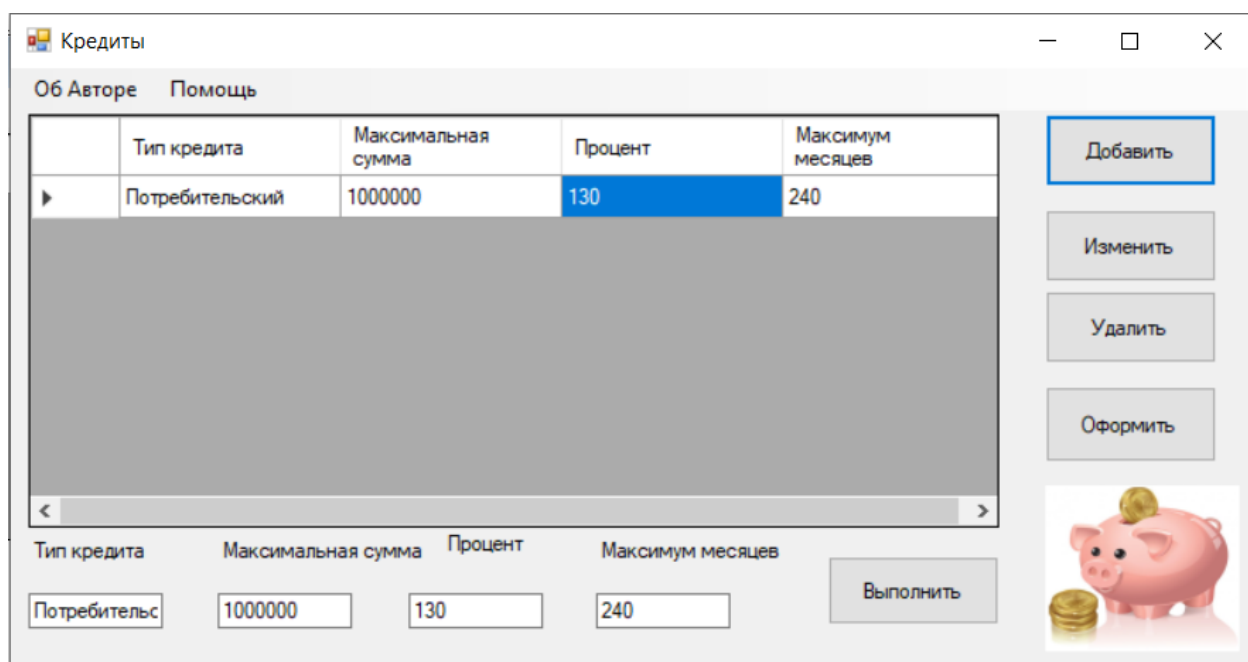 Кредиты
Об Авторе Помощь
Тип кредита Максимальная сумма Процент Максимум месяцев
Потребительский 1000000 130 240
Добавить
Изменить
Удалить
Оформить
Тип кредита Максимальная сумма Процент Максимум месяцев
Потребительс 1000000 130 240
Выполнить